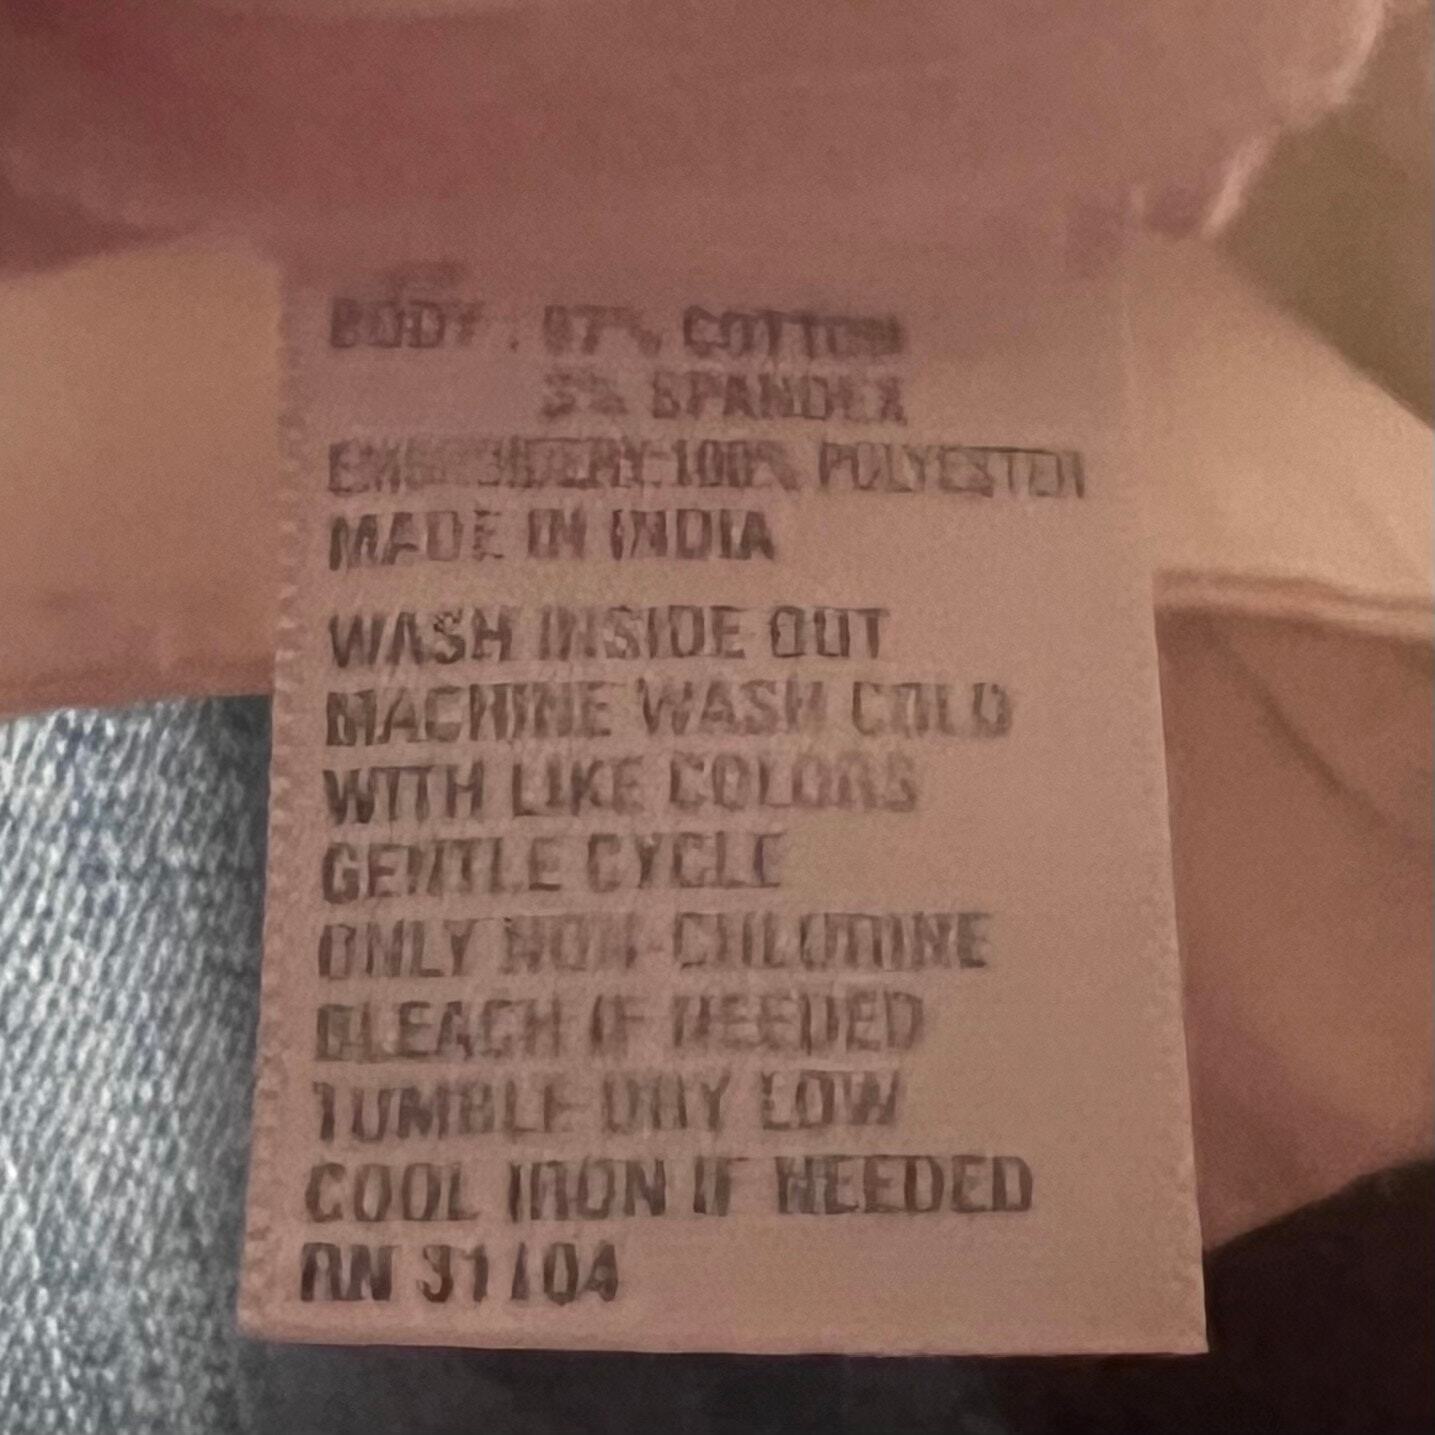 BODY : 97% COTTON
3% SPANDEX
EMBROIDERY:100% POLYESTER
MADE IN INDIA
WASH INSIDE OUT
MACHINE WASH COLD
WITH LIKE COLORS
GENTLE CYCLE
ONLY NON-CHLORINE
BLEACH IF NEEDED
TUMBLE DRY LOW
COOL IRON IF NEEDED
RN